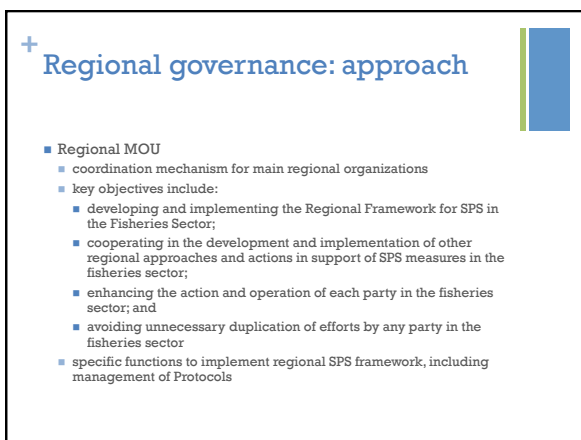 +
Regional governance: approach
Regional MOU
coordination mechanism for main regional organizations
key objectives include:
developing and implementing the Regional Framework for SPS in
the Fisheries Sector;
cooperating in the development and implementation of other
regional approaches and actions in support of SPS measures in the
fisheries sector;
enhancing the action and operation of each party in the fisheries
sector; and
avoiding unnecessary duplication of efforts by any party in the
fisheries sector
specific functions to implement regional SPS framework, including
management of Protocols